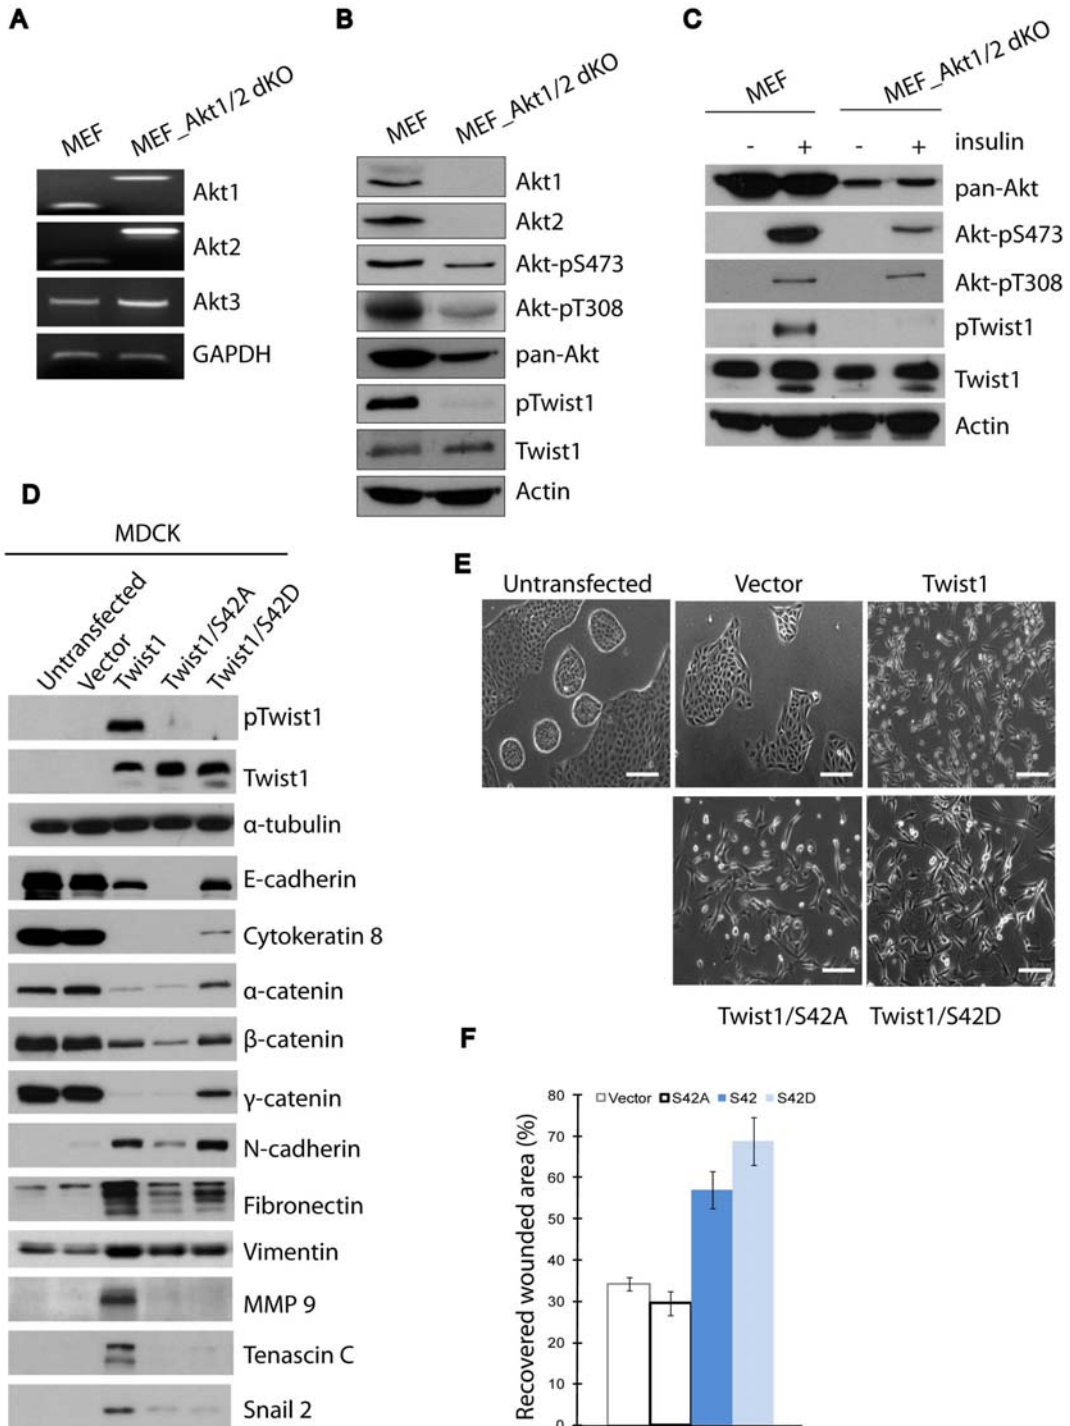 A
MEF
MEF_Akt1/2 dKO
Akt1
Akt2
Akt3
GAPDH
B
MEF
MEF_Akt1/2 dKO
Akt1
Akt2
Akt-pS473
Akt-pT308
pan-Akt
pTwist1
Twist1
Actin
C
MEF
MEF_Akt1/2 dKO
- + - + insulin
pan-Akt
Akt-pS473
Akt-pT308
pTwist1
Twist1
Actin
D
MDCK
Untransfected
Vector
Twist1
Twist1/S42A
Twist1/S42D
pTwist1
Twist1
α-tubulin
E-cadherin
Cytokeratin 8
α-catenin
β-catenin
γ-catenin
N-cadherin
Fibronectin
Vimentin
MMP 9
Tenascin C
Snail 2
E
Untransfected Vector Twist1
Twist1/S42A Twist1/S42D
F
Recovered wounded area (%)
Vector S42A S42 S42D
80
70
60
50
40
30
20
10
0